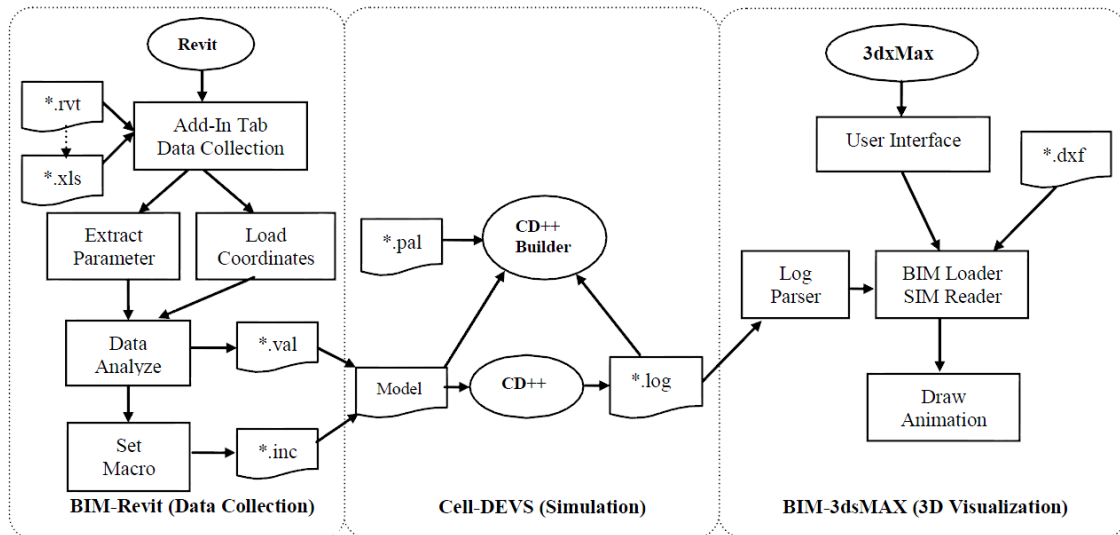 Revit
*.rvt
Add-In Tab
Data Collection
*.xls
Extract
Parameter
Load
Coordinates
Data
Analyze
*.val
Set
Macro
*.inc
BIM-Revit (Data Collection)
*.pal
CD++
Builder
Model
CD++
*.log
Cell-DEVS (Simulation)
3dxMax
User Interface
*.dxf
Log
Parser
BIM Loader
SIM Reader
Draw
Animation
BIM-3dsMAX (3D Visualization)